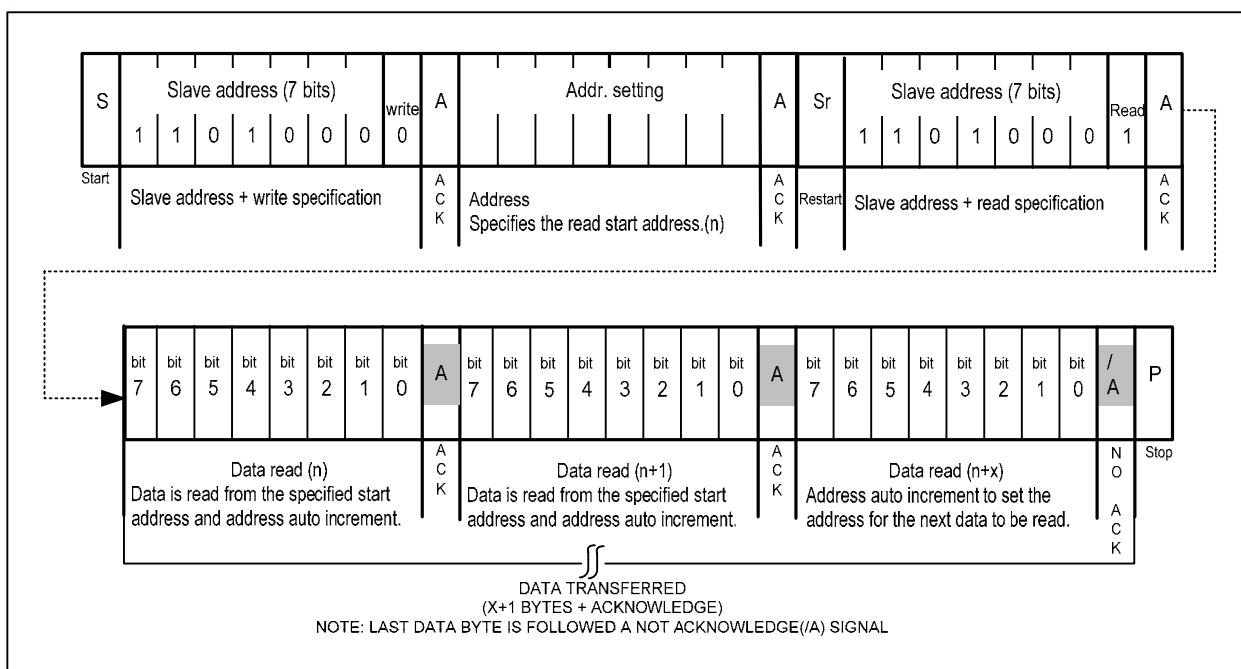 S Slave address (7 bits) write A Addr. setting A Sr Slave address (7 bits) Read A
1 1 0 1 0 0 0 0 1 1 0 1 0 0 0 1
Start Slave address + write specification ACK Address ACK Restart Slave address + read specification ACK
Specifies the read start address.(n)
bit bit bit bit bit bit bit bit A bit bit bit bit bit bit bit bit A bit bit bit bit bit bit bit bit /A P
7 6 5 4 3 2 1 0 7 6 5 4 3 2 1 0 7 6 5 4 3 2 1 0
ACK ACK NO ACK Stop
Data read (n) Data read (n+1) Data read (n+x)
Data is read from the specified start Data is read from the specified start Address auto increment to set the
address and address auto increment. address and address auto increment. address for the next data to be read.
DATA TRANSFERRED
(X+1 BYTES + ACKNOWLEDGE)
NOTE: LAST DATA BYTE IS FOLLOWED A NOT ACKNOWLEDGE(/A) SIGNAL